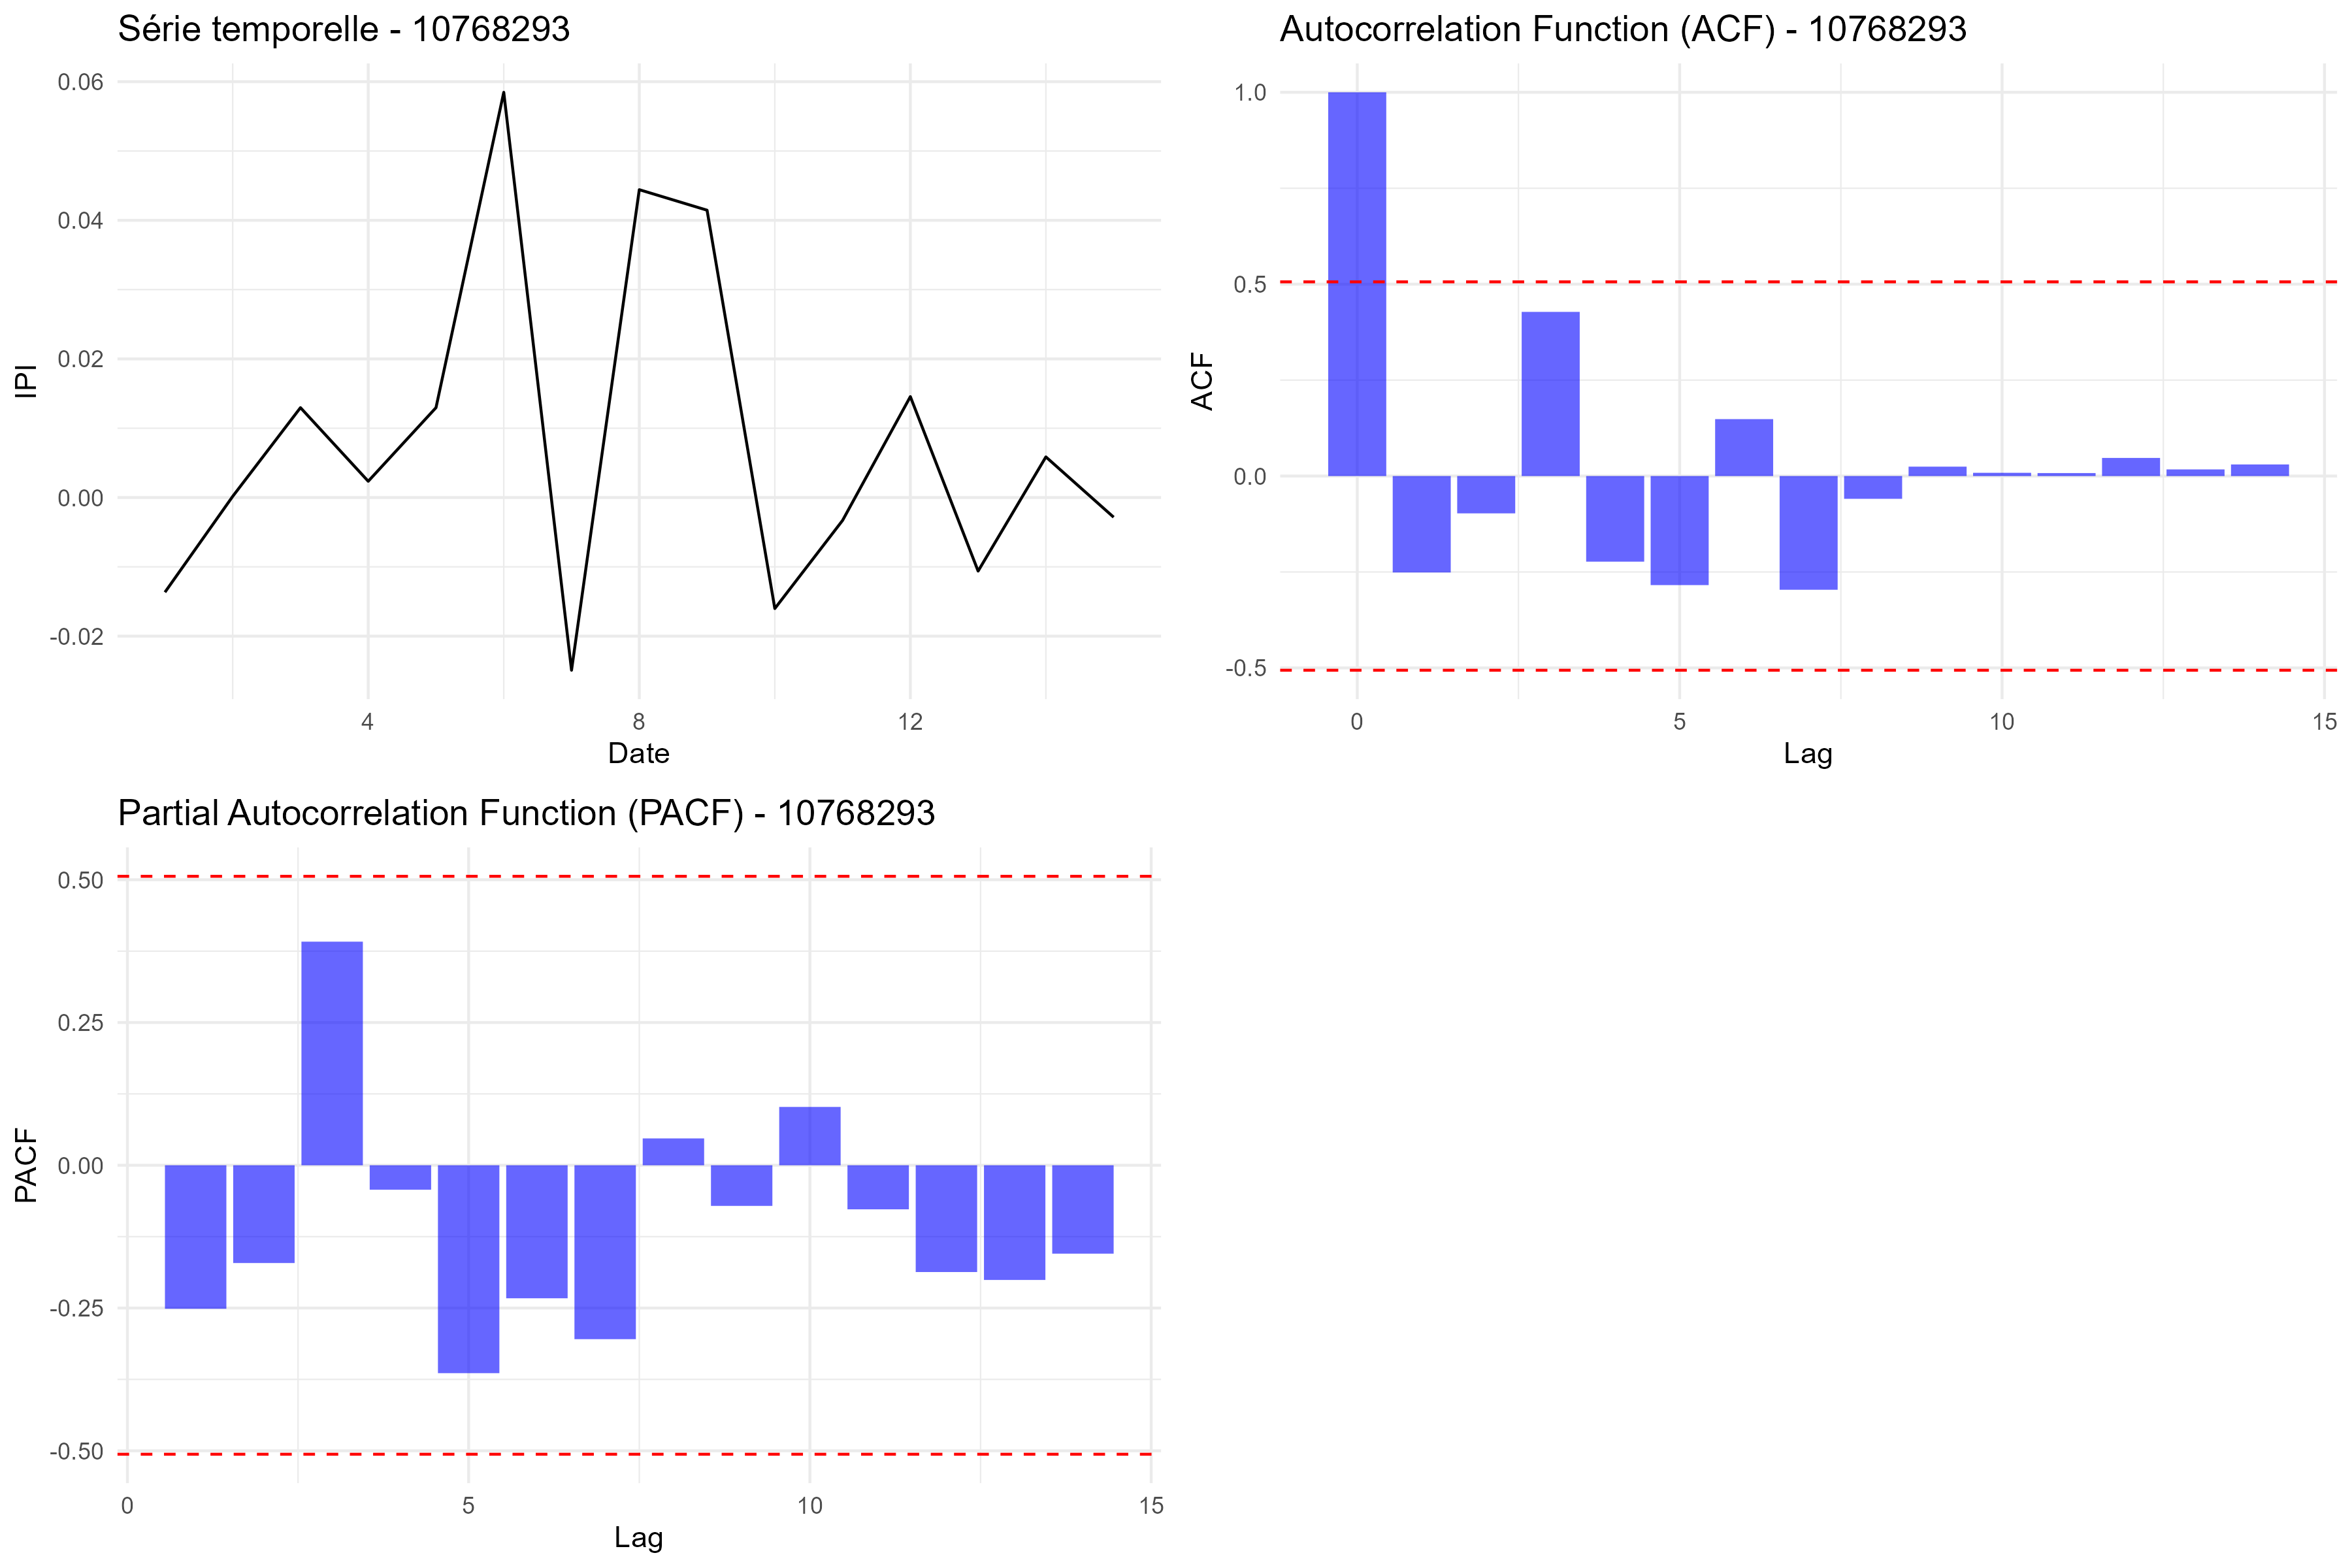 Série temporelle - 10768293
0.06
0.04
0.02
0.00
-0.02
IPI
4
8
12
Date
Autocorrelation Function (ACF) - 10768293
1.0
0.5
0.0
-0.5
ACF
0
5
10
15
Lag
Partial Autocorrelation Function (PACF) - 10768293
0.50
0.25
0.00
-0.25
-0.50
PACF
0
5
10
15
Lag